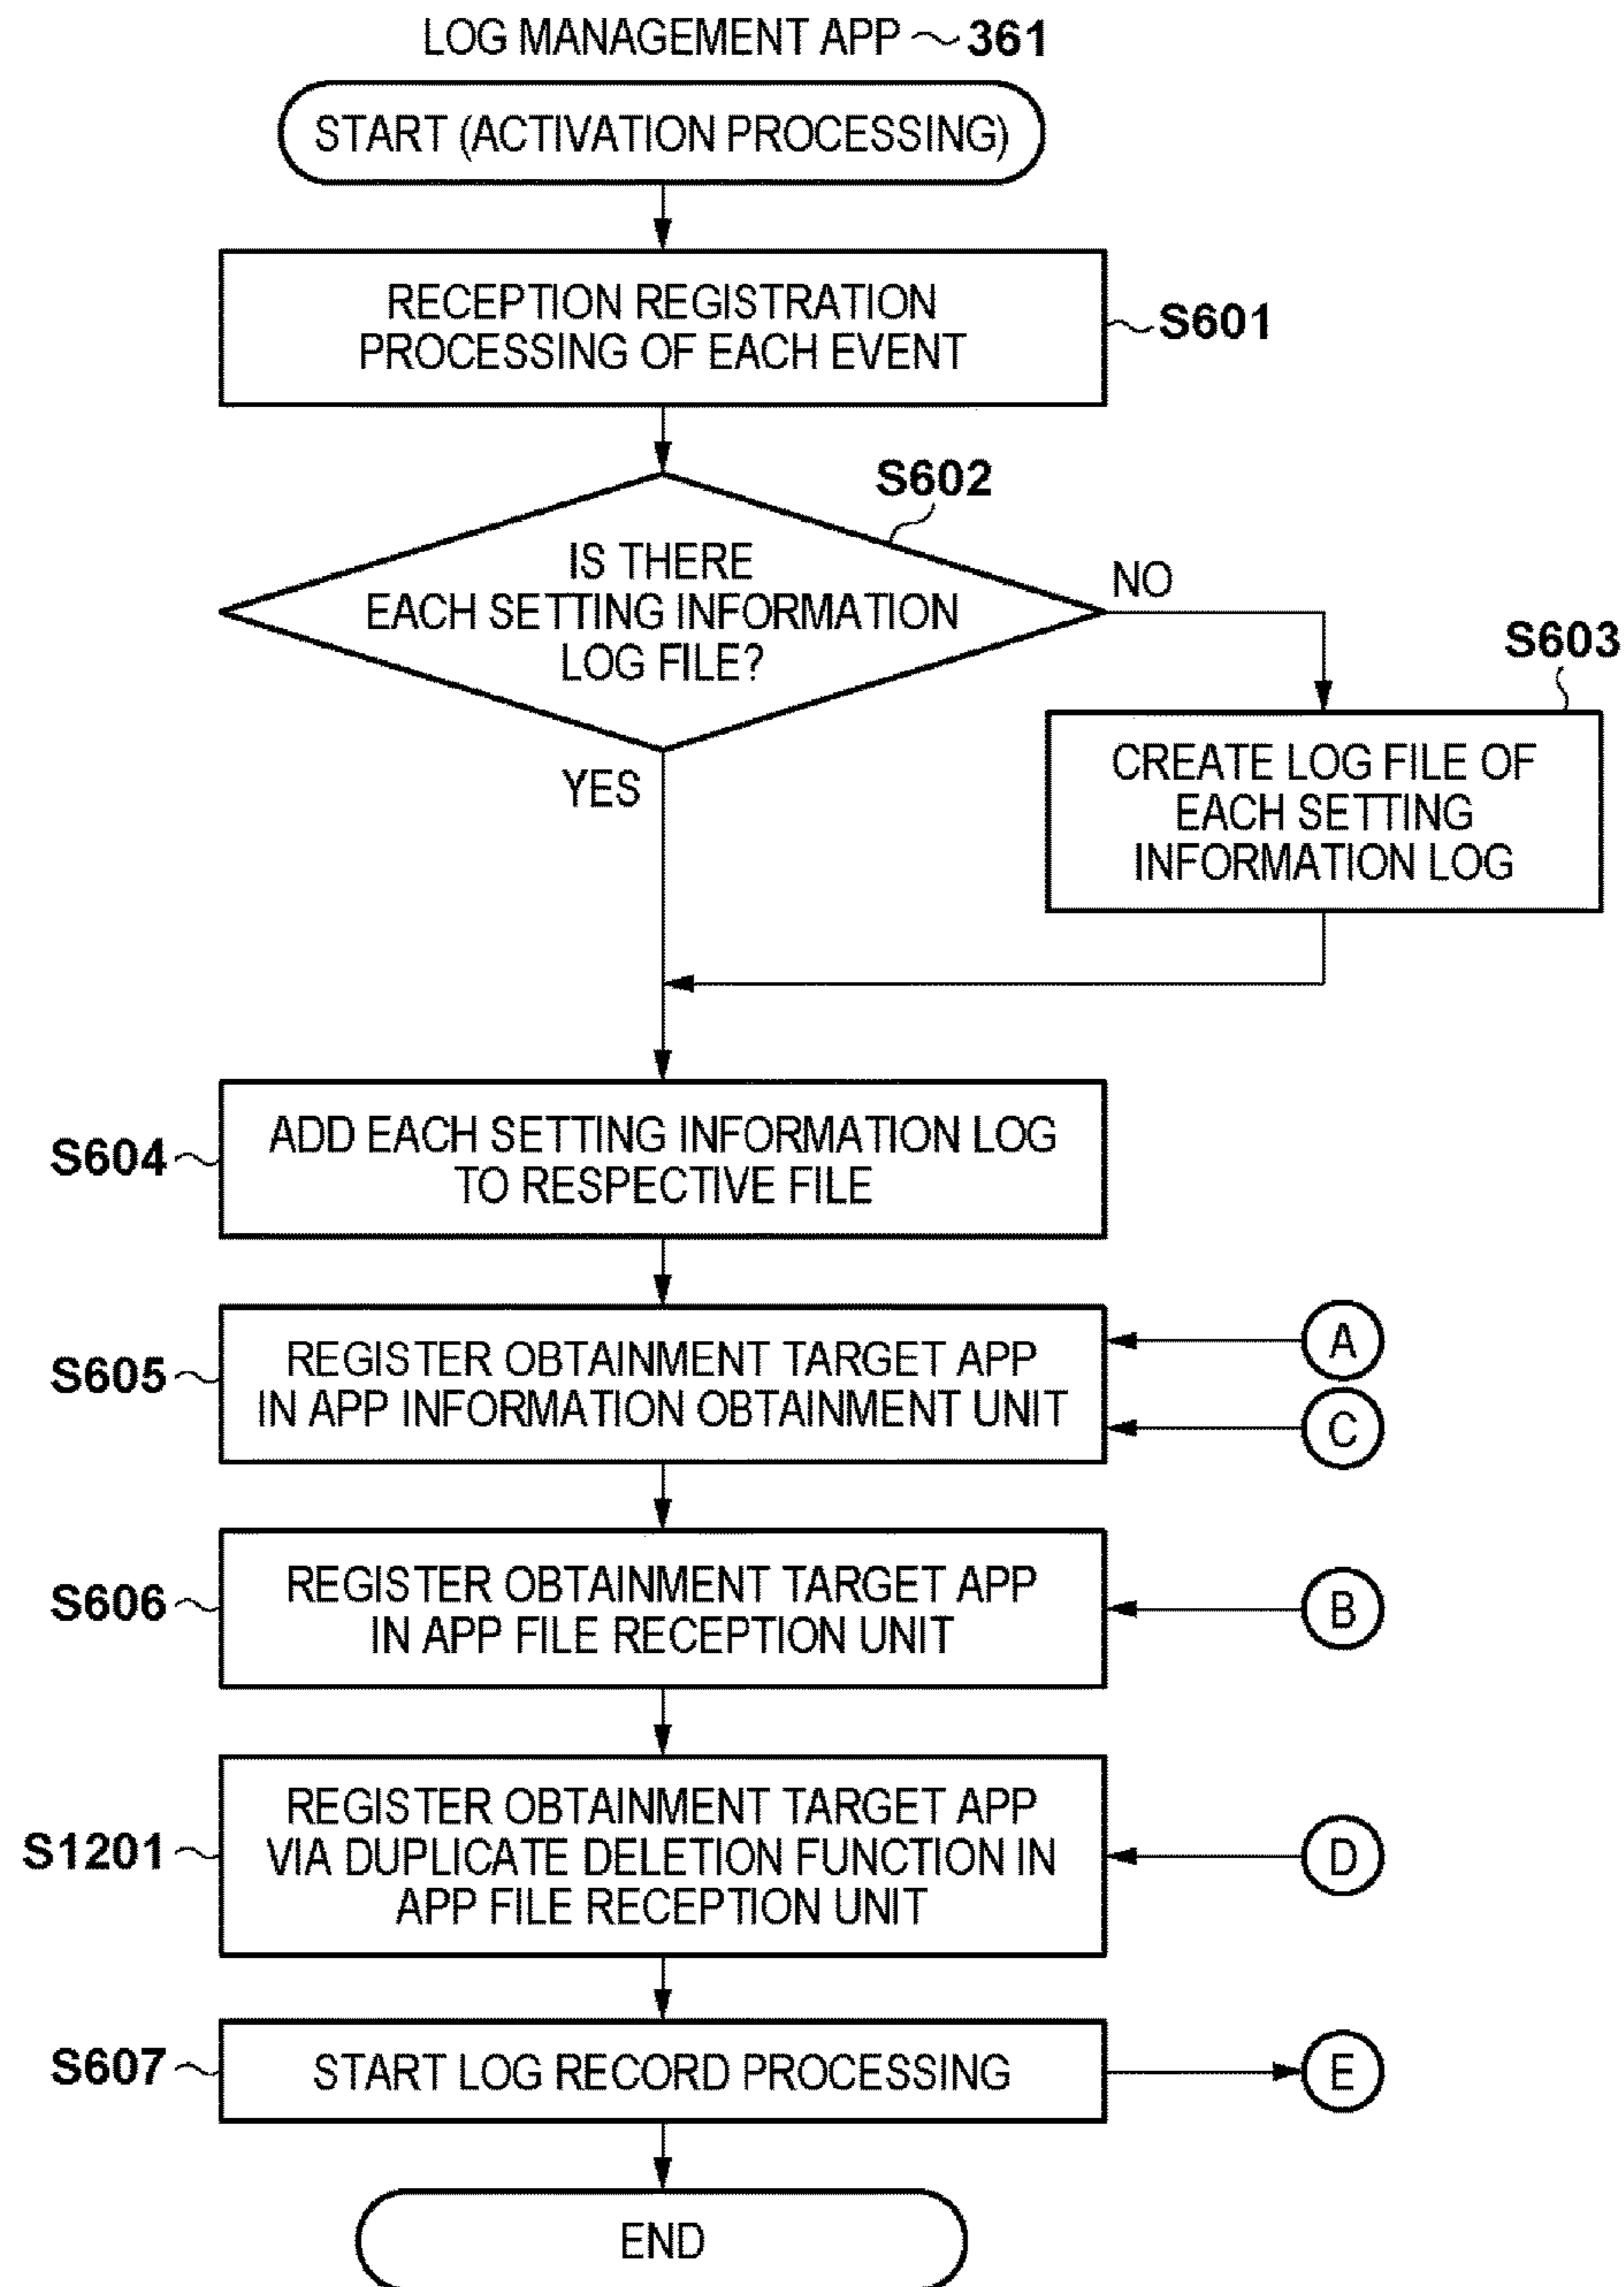 LOG MANAGEMENT APP 361
START (ACTIVATION PROCESSING)
RECEPTION REGISTRATION
PROCESSING OF EACH EVENT
S601
S602
IS THERE
EACH SETTING INFORMATION
LOG FILE?
NO
YES
S603
CREATE LOG FILE OF
EACH SETTING
INFORMATION LOG
S604
ADD EACH SETTING INFORMATION LOG
TO RESPECTIVE FILE
S605
REGISTER OBTAINMENT TARGET APP
IN APP INFORMATION OBTAINMENT UNIT
A
C
S606
REGISTER OBTAINMENT TARGET APP
IN APP FILE RECEPTION UNIT
B
S1201
REGISTER OBTAINMENT TARGET APP
VIA DUPLICATE DELETION FUNCTION IN
APP FILE RECEPTION UNIT
D
S607
START LOG RECORD PROCESSING
E
END